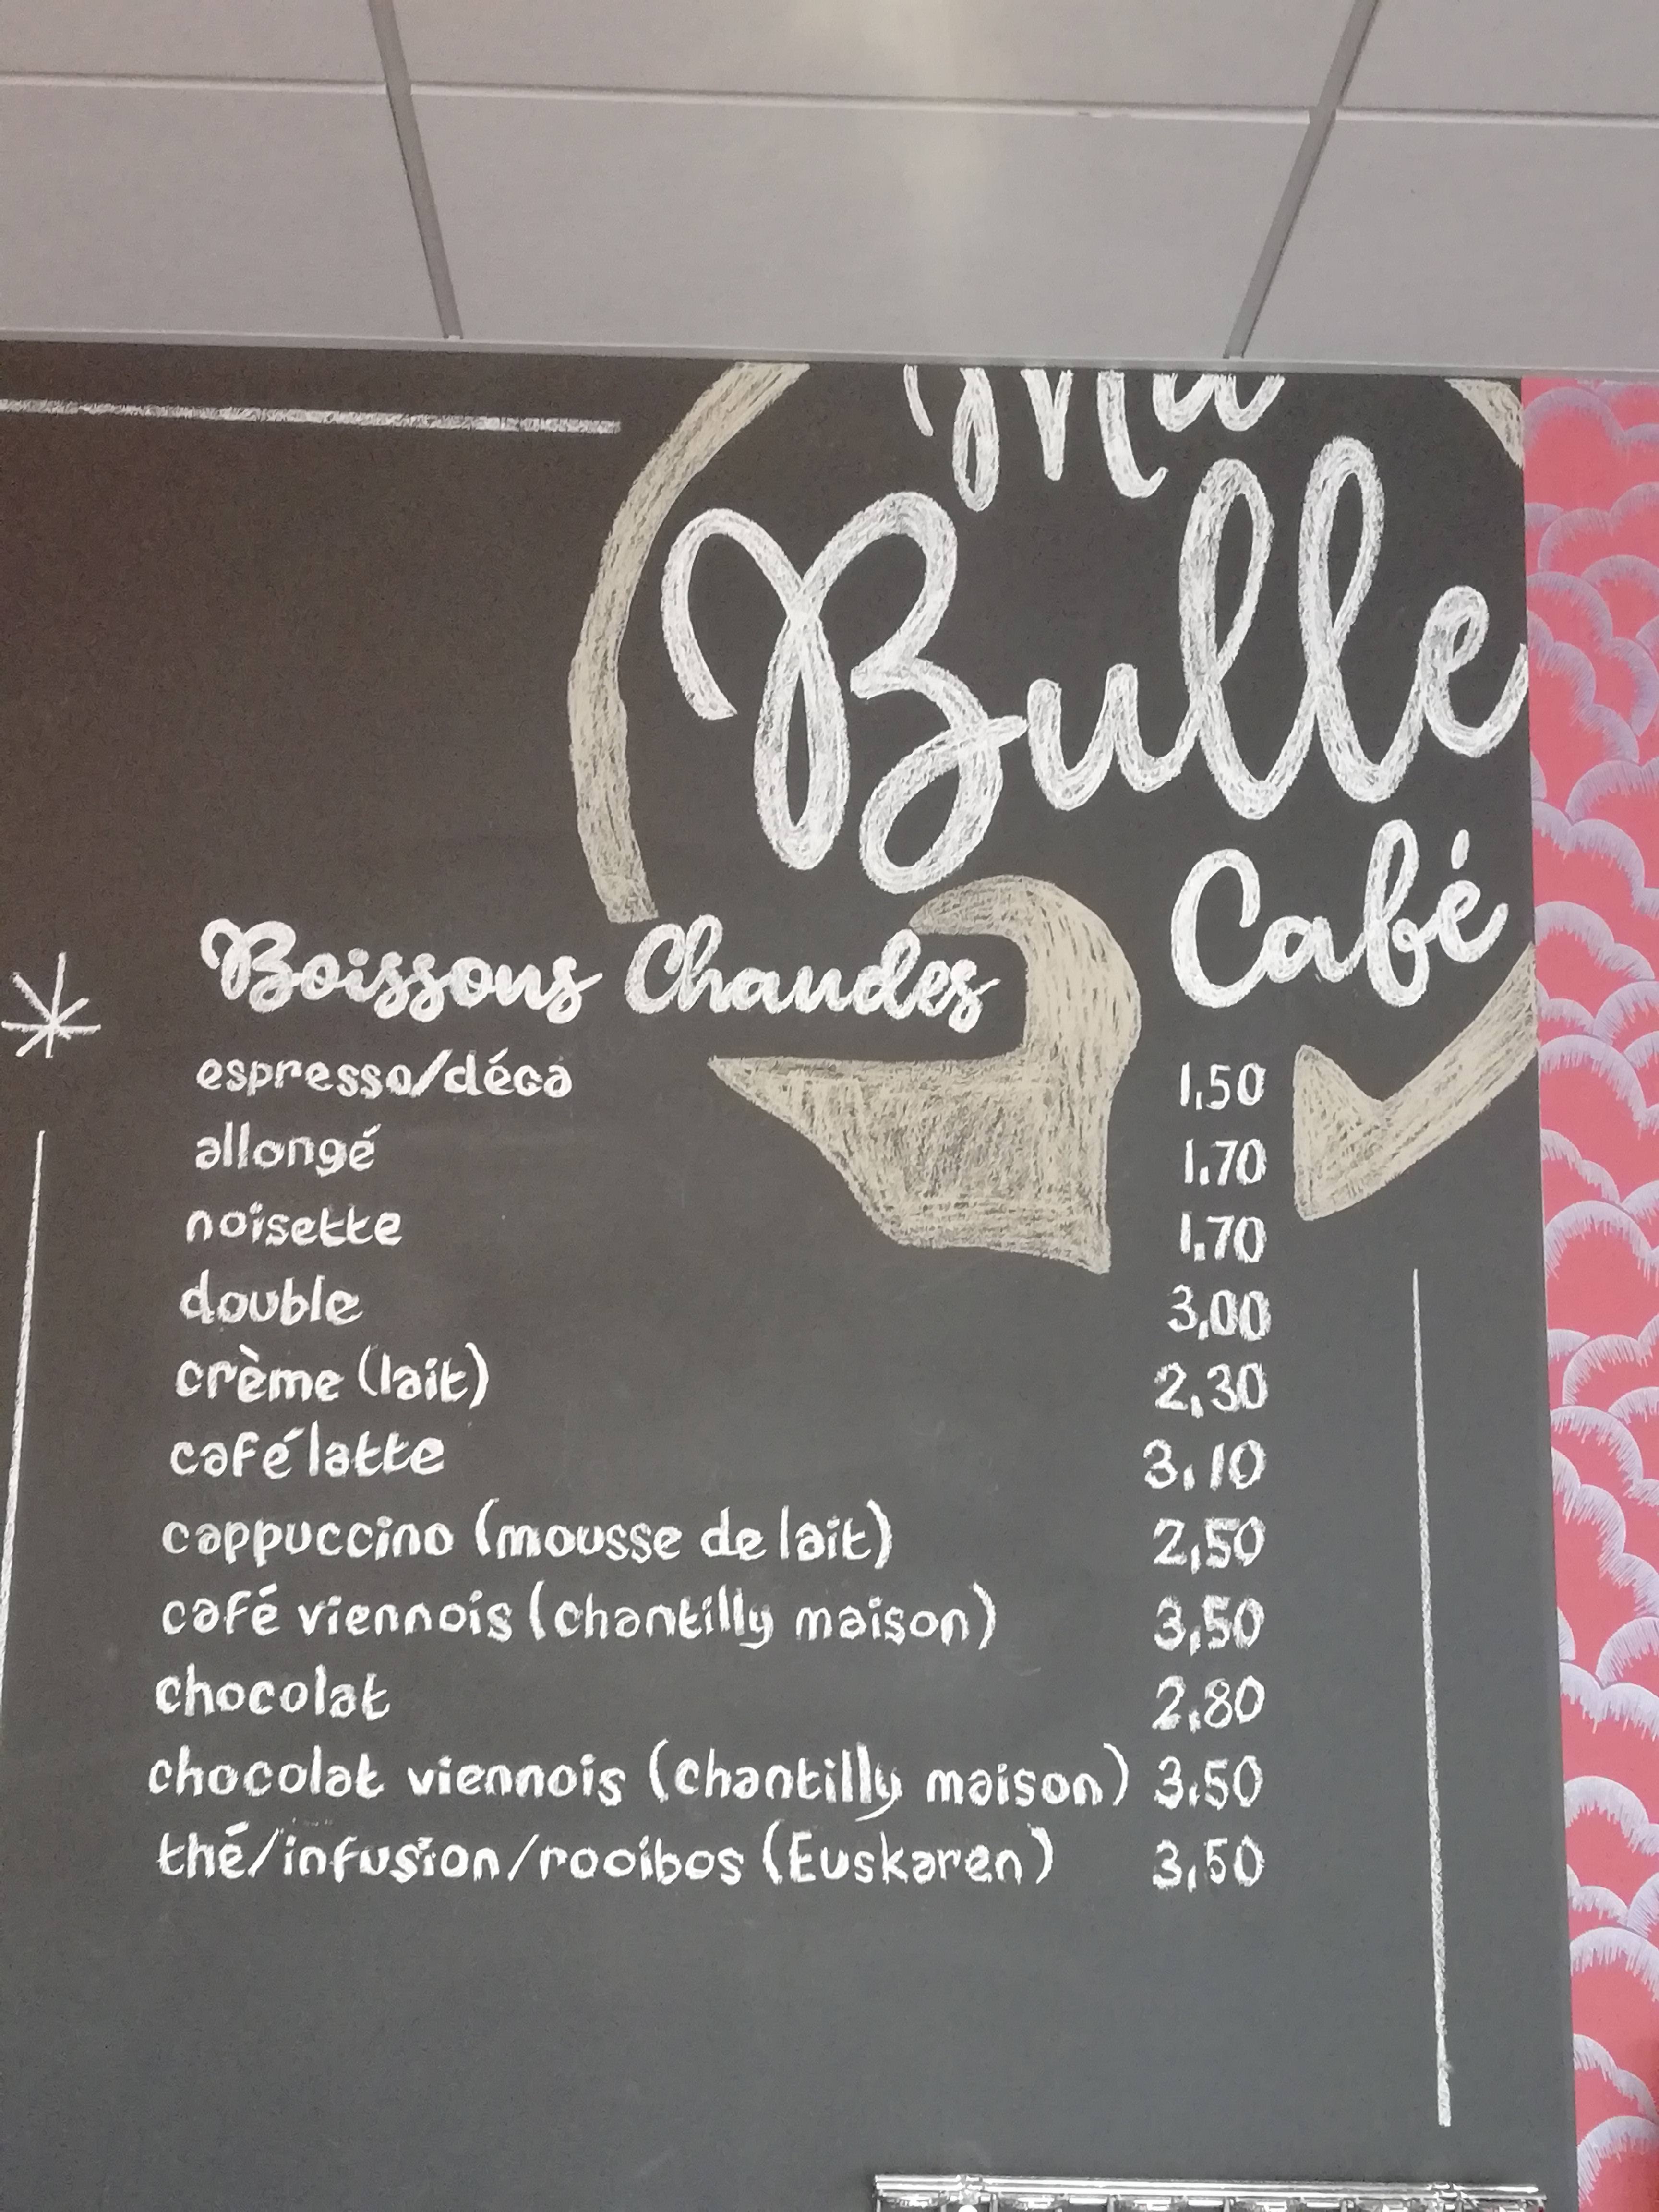 Ma
Bulle
Café
Boissons Chaudes
espresso/déca 1,50
allongé 1,70
noisette 1,70
double 3,00
crème (lait) 2,30
café latte 3,10
cappuccino (mousse de lait) 2,50
café viennois (chantilly maison) 3,50
chocolat 2,80
chocolat viennois (chantilly maison) 3,50
thé/infusion/rooibos (Euskaren) 3,50